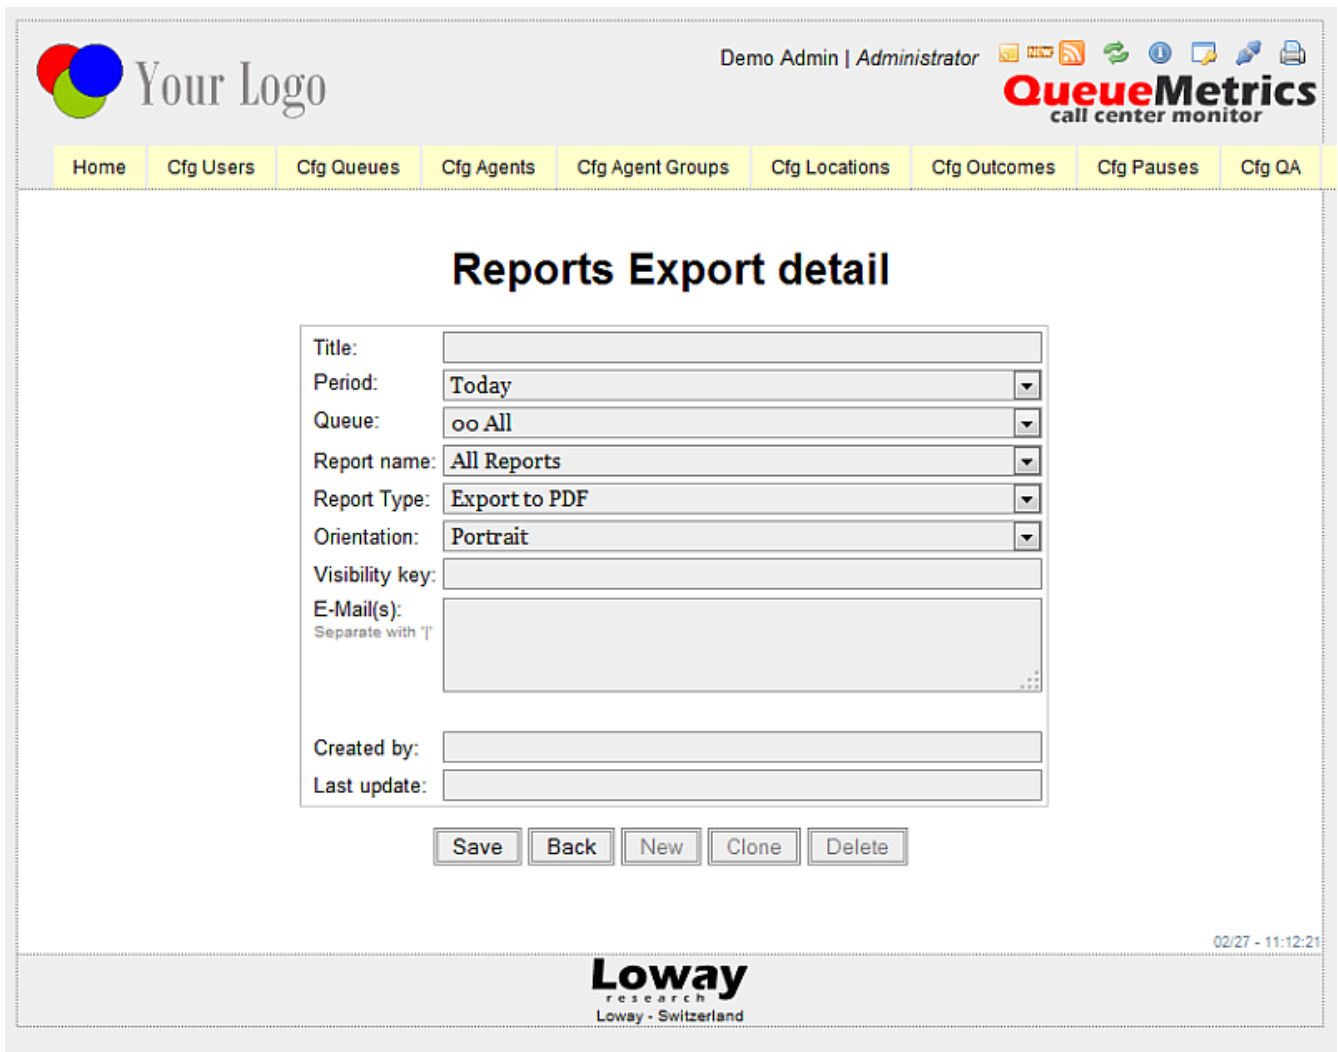 Your Logo
Demo Admin | Administrator
NEW
QueueMetrics
call center monitor
Home Cfg Users Cfg Queues Cfg Agents Cfg Agent Groups Cfg Locations Cfg Outcomes Cfg Pauses Cfg QA
Reports Export detail
Title:
Period: Today
Queue: 00 All
Report name: All Reports
Report Type: Export to PDF
Orientation: Portrait
Visibility key:
E-Mail(s):
Separate with '|'
Created by:
Last update:
Save Back New Clone Delete
02/27 - 11:12:21
Loway
research
Loway - Switzerland